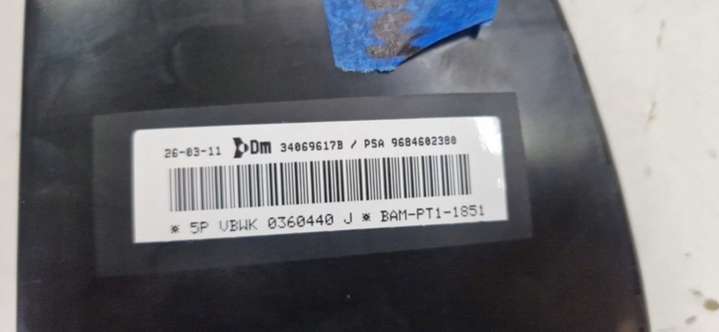 26-03-11 Dm 34069617B / PSA 9684602380
* 5P VBWK 0360440 J * BAM-PT1-1851